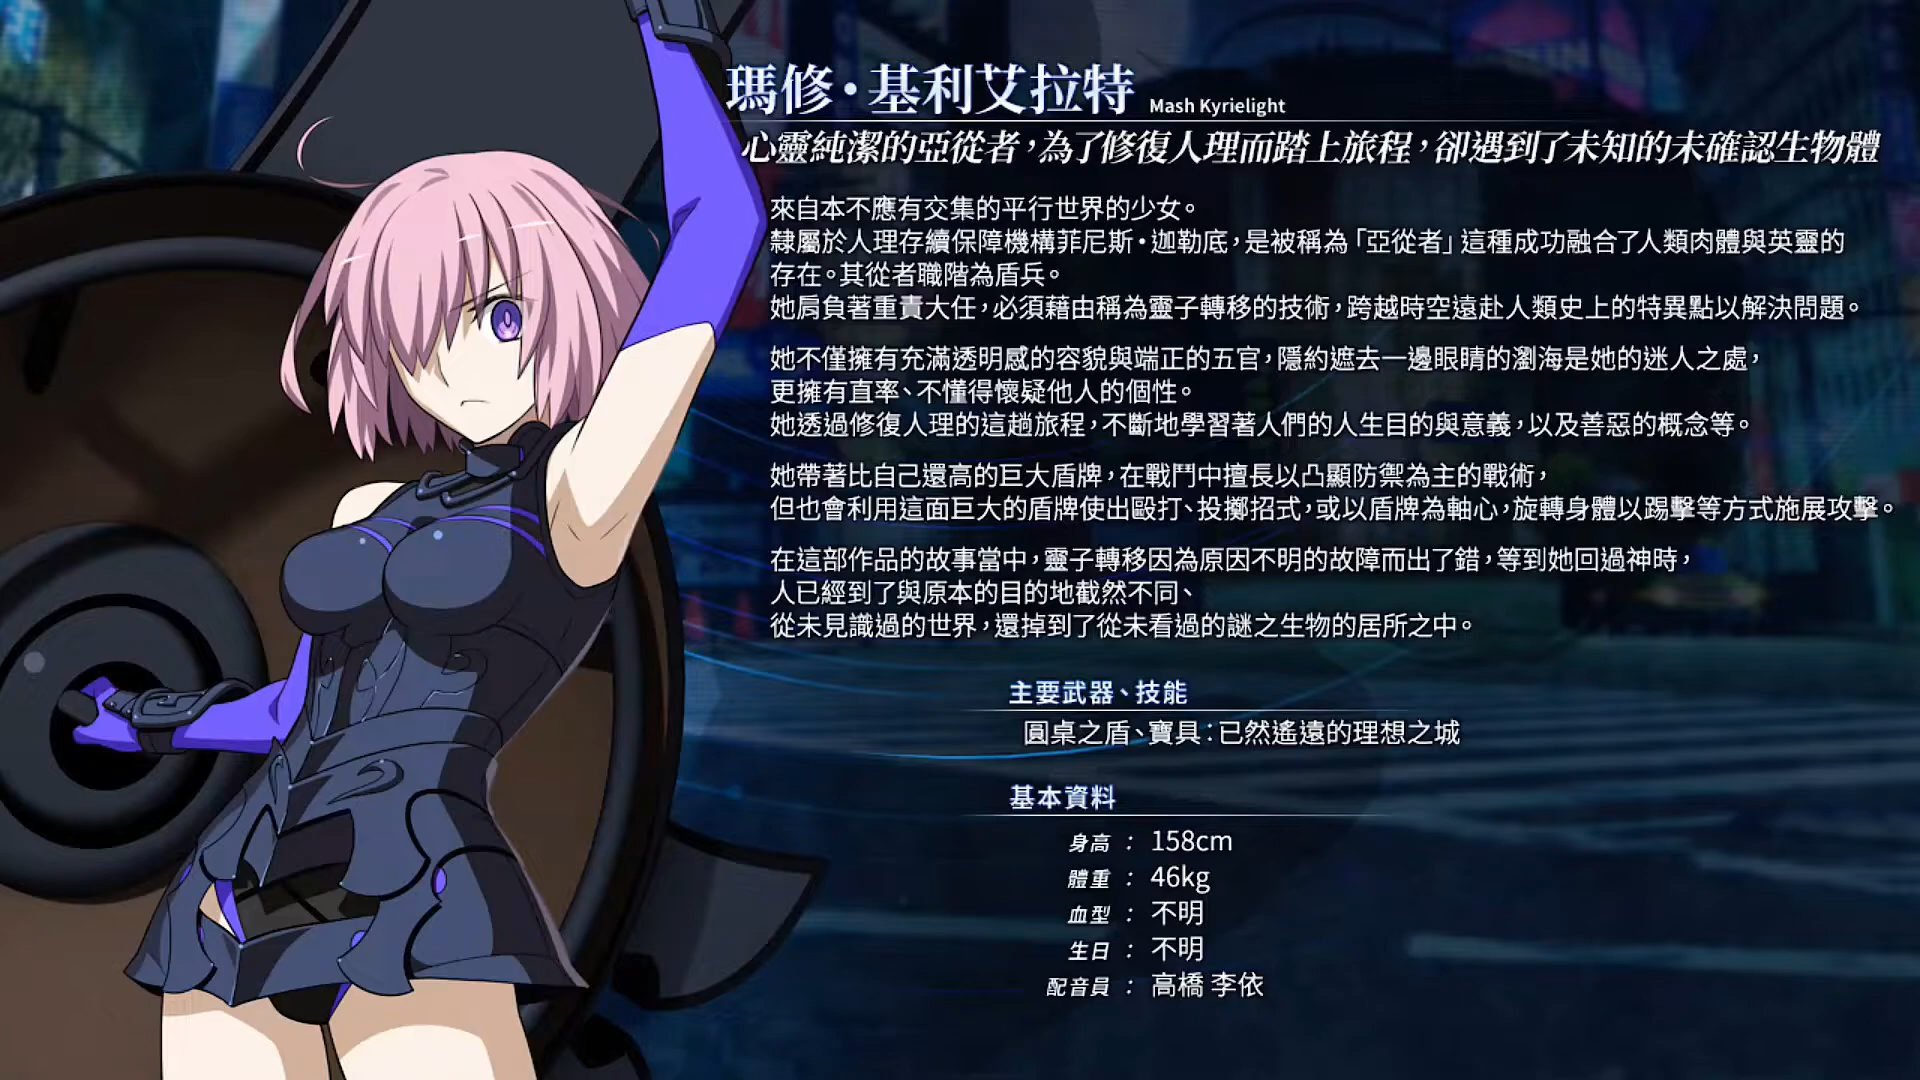 瑪修・基利艾拉特 Mash Kyrielight
心靈純潔的亞從者，為了修復人理而踏上旅程，卻遇到了未知的未確認生物體
來自本不應有交集的平行世界的少女。
隸屬於人理存續保障機構菲尼斯・迦勒底，是被稱為「亞從者」這種成功融合了人類肉體與英靈的
存在。其從者職階為盾兵。
她肩負著重責大任，必須藉由稱為靈子轉移的技術，跨越時空遠赴人類史上的特異點以解決問題。
她不僅擁有充滿透明感的容貌與端正的五官，隱約遮去一邊眼睛的瀏海是她的迷人之處，
更擁有直率、不懂得懷疑他人的個性。
她透過修復人理的這趟旅程，不斷地學習著人們的人生目的與意義，以及善惡的概念等。
她帶著比自己還高的巨大盾牌，在戰鬥中擅長以凸顯防禦為主的戰術，
但也會利用這面巨大的盾牌使出毆打、投擲招式，或以盾牌為軸心，旋轉身體以踢擊等方式施展攻擊。
在這部作品的故事當中，靈子轉移因為原因不明的故障而出了錯，等到她回過神時，
人已經到了與原本的目的地截然不同、
從未見識過的世界，還掉到了從未看過的謎之生物的居所之中。
主要武器、技能
圓桌之盾、寶具：已然遙遠的理想之城
基本資料
身高 ： 158cm
體重 ： 46kg
血型 ： 不明
生日 ： 不明
配音員 ： 高橋 李依